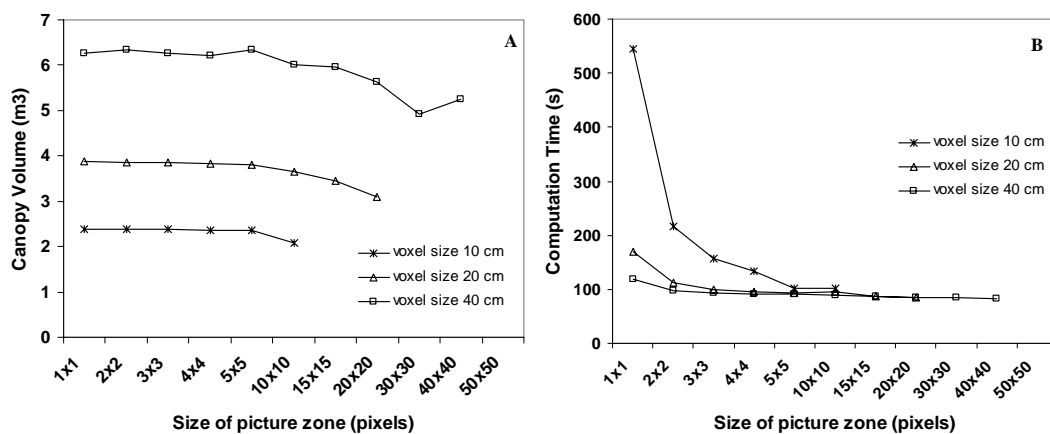 A
7
6
5
4
3
2
1
0
Canopy Volume (m3)
voxel size 10 cm
voxel size 20 cm
voxel size 40 cm
1x1
2x2
3x3
4x4
5x5
10x10
15x15
20x20
30x30
40x40
50x50
Size of picture zone (pixels)
B
600
500
400
300
200
100
0
Computation Time (s)
voxel size 10 cm
voxel size 20 cm
voxel size 40 cm
1x1
2x2
3x3
4x4
5x5
10x10
15x15
20x20
30x30
40x40
50x50
Size of picture zone (pixels)